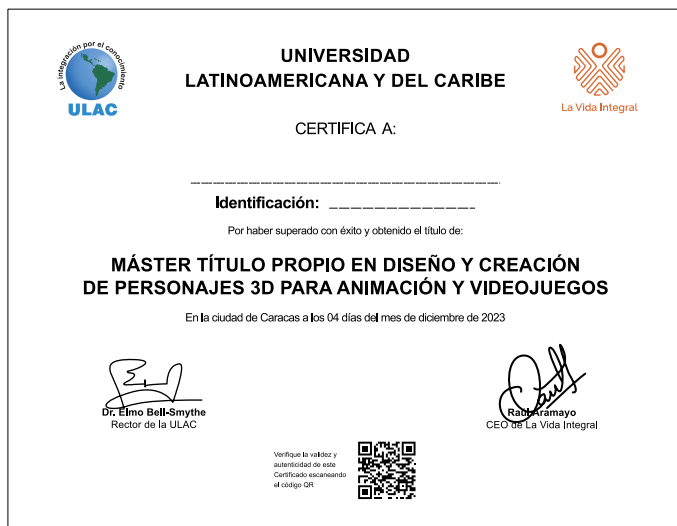 La integración por el conocimiento
ULAC
UNIVERSIDAD
LATINOAMERICANA Y DEL CARIBE
La Vida Integral
CERTIFICA A:
Identificación:
Por haber superado con éxito y obtenido el título de:
MÁSTER TÍTULO PROPIO EN DISEÑO Y CREACIÓN
DE PERSONAJES 3D PARA ANIMACIÓN Y VIDEOJUEGOS
En la ciudad de Caracas a los 04 días del mes de diciembre de 2023
Dr. Elmo Bell-Smythe
Rector de la ULAC
Raúl Aramayo
CEO de La Vida Integral
Verifique la validez y
autenticidad de este
Certificado escaneando
el código QR